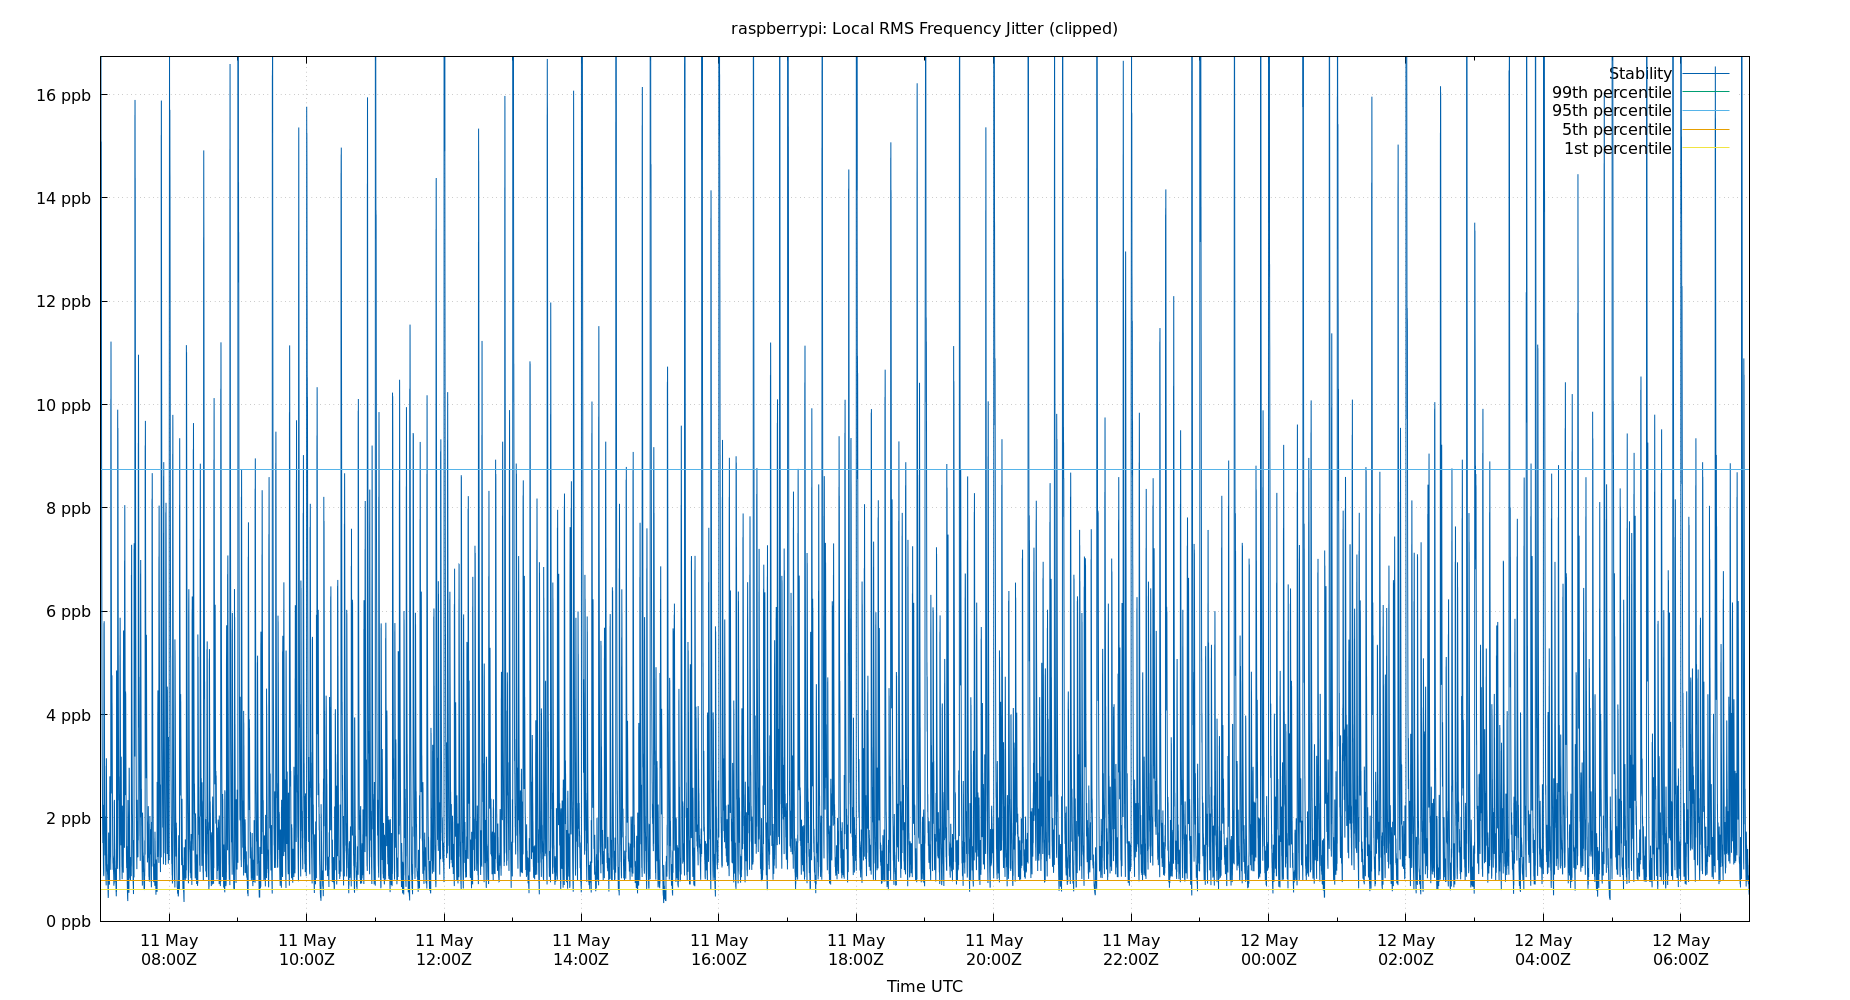 raspberrypi: Local RMS Frequency Jitter (clipped)
Stability
99th percentile
95th percentile
5th percentile
1st percentile
16 ppb
14 ppb
12 ppb
10 ppb
8 ppb
6 ppb
4 ppb
2 ppb
0 ppb
11 May 11 May 11 May 11 May 11 May 11 May 11 May 11 May 12 May 12 May 12 May 12 May
08:00Z 10:00Z 12:00Z 14:00Z 16:00Z 18:00Z 20:00Z 22:00Z 00:00Z 02:00Z 04:00Z 06:00Z
Time UTC